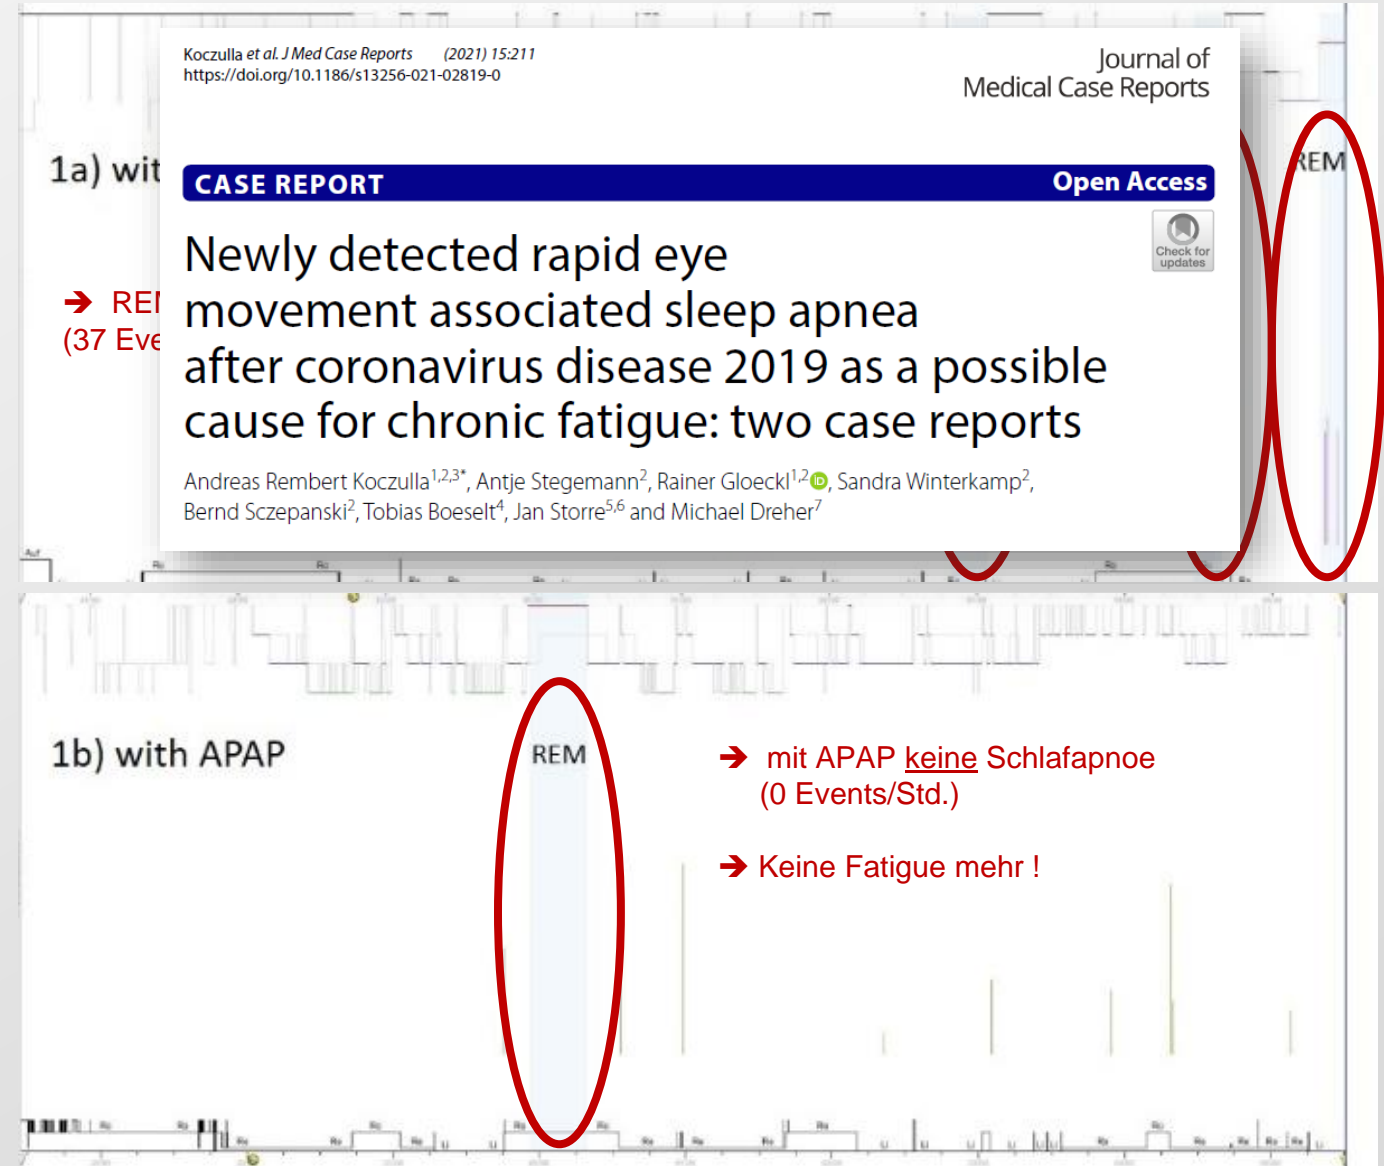 Koczulla et al. J Med Case Reports (2021) 15:211
https://doi.org/10.1186/s13256-021-02819-0
Journal of
Medical Case Reports
1a) wit
REM
CASE REPORT
Open Access
Check for
updates
Newly detected rapid eye
movement associated sleep apnea
after coronavirus disease 2019 as a possible
cause for chronic fatigue: two case reports
➔ REM
(37 Eve
Andreas Rembert Koczulla1,2,3*, Antje Stegemann2, Rainer Gloeckl1,2, Sandra Winterkamp2,
Bernd Sczepanski2, Tobias Boeselt4, Jan Storre5,6 and Michael Dreher7
1b) with APAP
REM
➔ mit APAP keine Schlafapnoe
(0 Events/Std.)
➔ Keine Fatigue mehr !